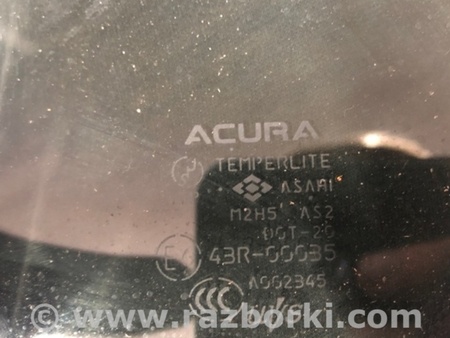 ACURA
TEMPERLITE
ASAHI
M2H5 AS2
DOT-20
43R-00035
A002345
www.razborki.com